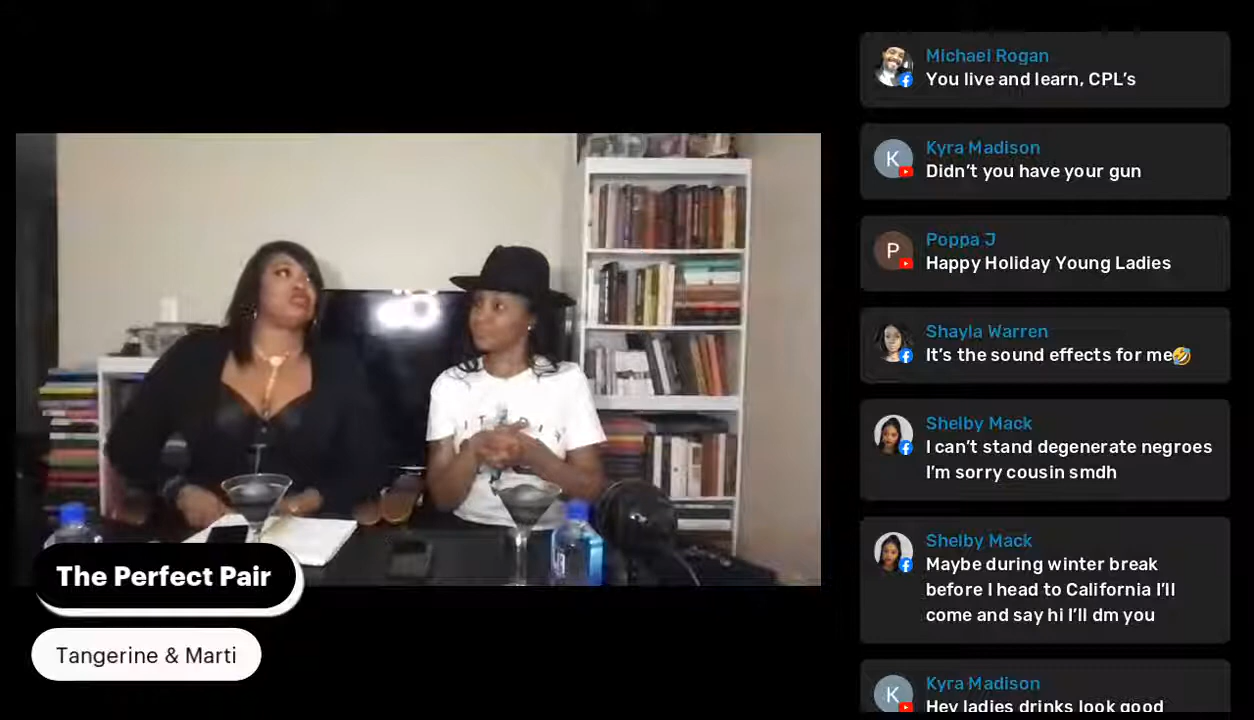 Michael Rogan
You live and learn, CPL's
K
Kyra Madison
Didn't you have your gun
P
Poppa J
Happy Holiday Young Ladies
Shayla Warren
It's the sound effects for me🤣
Shelby Mack
I can't stand degenerate negroes
I'm sorry cousin smdh
Shelby Mack
Maybe during winter break
before I head to California I'll
come and say hi I'll dm you
K
Kyra Madison
Hey ladies drinks look good
The Perfect Pair
Tangerine & Marti